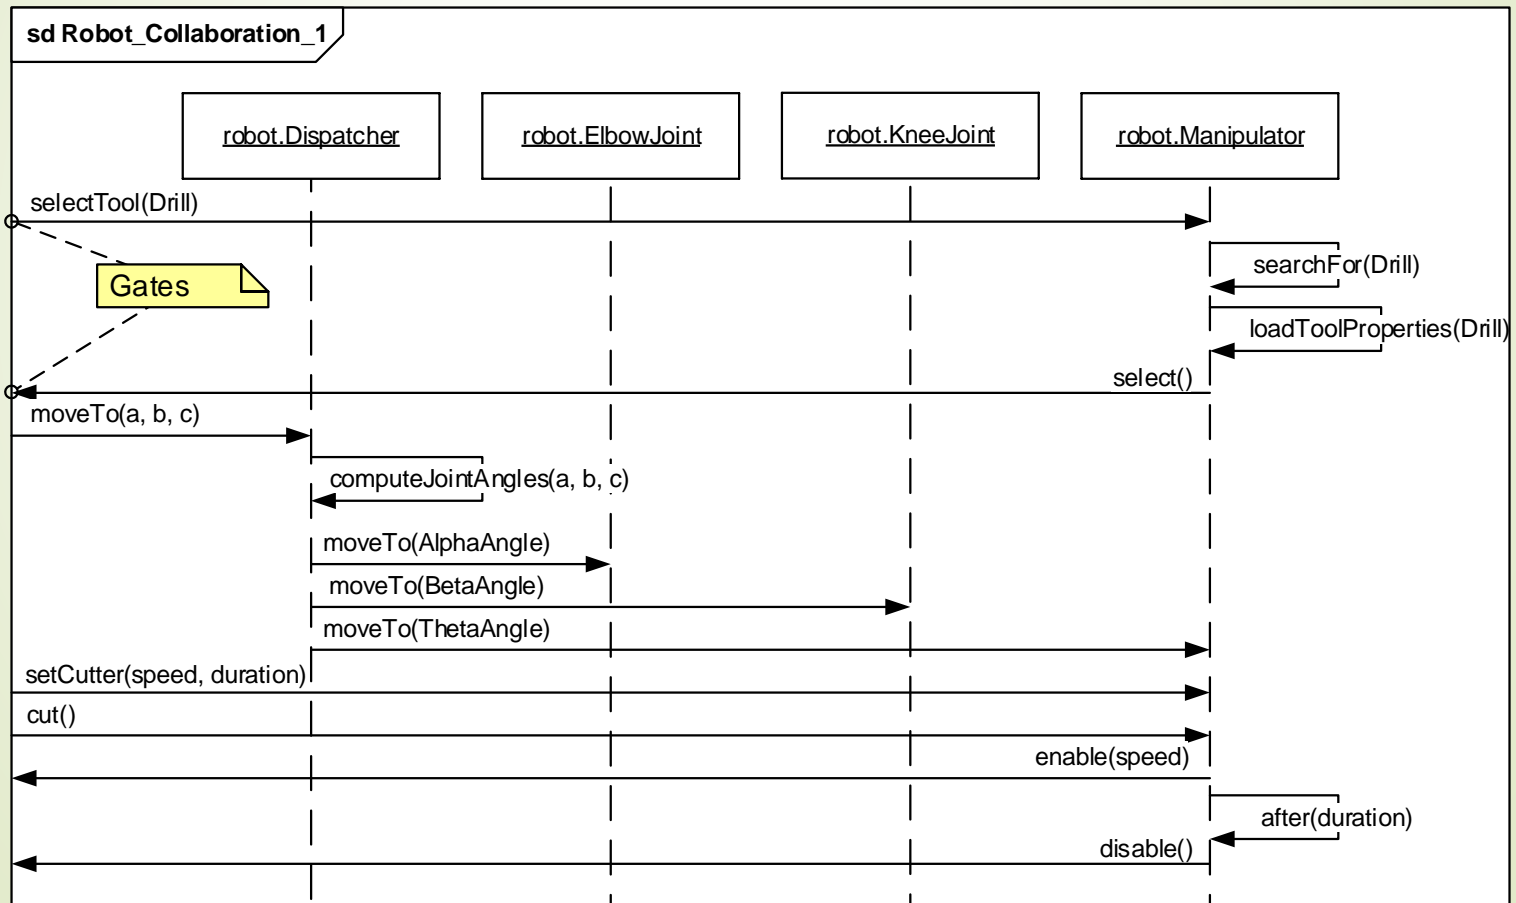 sd Robot_Collaboration_1
robot.Dispatcher
robot.ElbowJoint
robot.KneeJoint
robot.Manipulator
selectTool(Drill)
searchFor(Drill)
Gates
loadToolProperties(Drill)
select()
moveTo(a, b, c)
computeJointAngles(a, b, c)
moveTo(AlphaAngle)
moveTo(BetaAngle)
moveTo(ThetaAngle)
setCutter(speed, duration)
cut()
enable(speed)
after(duration)
disable()